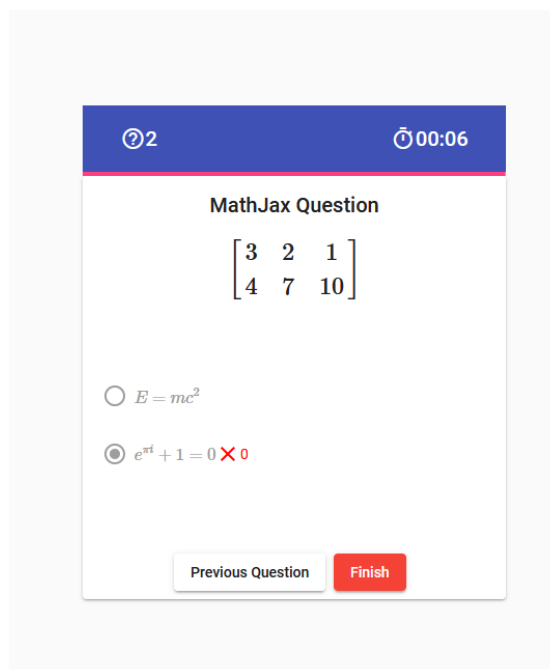 2 00:06
MathJax Question
3 2 1
4 7 10
E = mc²
e^{πi} + 1 = 0 ✕ 0
Previous Question Finish